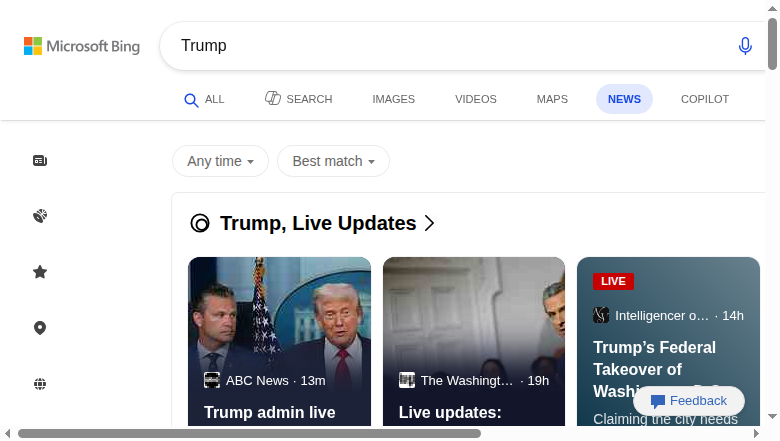 Microsoft Bing
Trump
ALL
SEARCH
IMAGES
VIDEOS
MAPS
NEWS
COPILOT
Any time
Best match
Trump, Live Updates
ABC News · 13m
Trump admin live
The Washingt... · 19h
Live updates:
LIVE
Intelligencer o... · 14h
Trump’s Federal
Takeover of
Claiming the city needs
Feedback